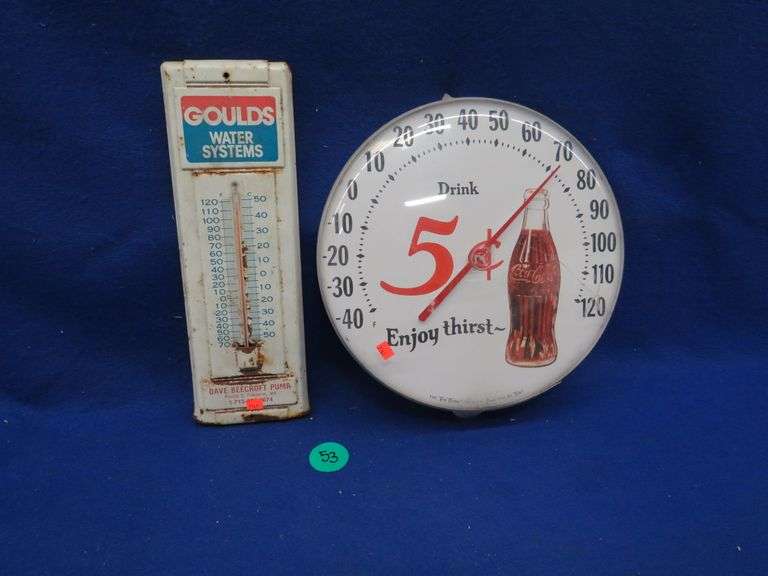 GOULDS
WATER
SYSTEMS
F C
120 50
110 40
100
90 30
80 20
70
60 10
50 0
40
30 10
20 20
10
0 30
10
20 40
30
40 50
60
70
DAVE BEECROFT PUMP
53
-40 -30 -20 -10 0 10 20 30 40 50 60 70 80 90 100 110 120
F
Drink
5¢
Coca-Cola
Enjoy thirst~